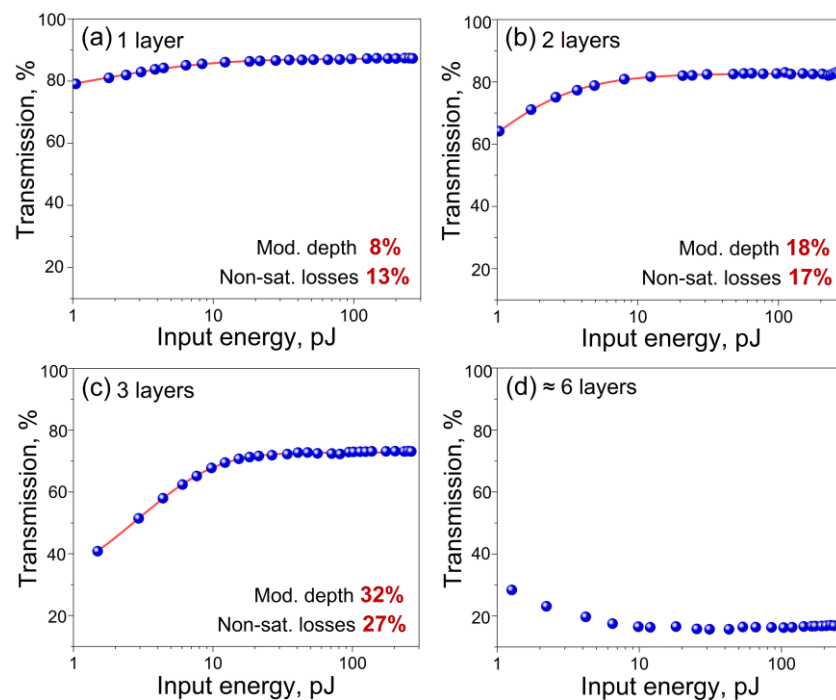 (a) 1 layer
Transmission, %
100
80
60
40
20
Mod. depth 8%
Non-sat. losses 13%
1
10
100
Input energy, pJ
(b) 2 layers
Transmission, %
100
80
60
40
20
Mod. depth 18%
Non-sat. losses 17%
1
10
100
Input energy, pJ
(c) 3 layers
Transmission, %
100
80
60
40
20
Mod. depth 32%
Non-sat. losses 27%
1
10
100
Input energy, pJ
(d) ≈ 6 layers
Transmission, %
100
80
60
40
20
1
10
100
Input energy, pJ